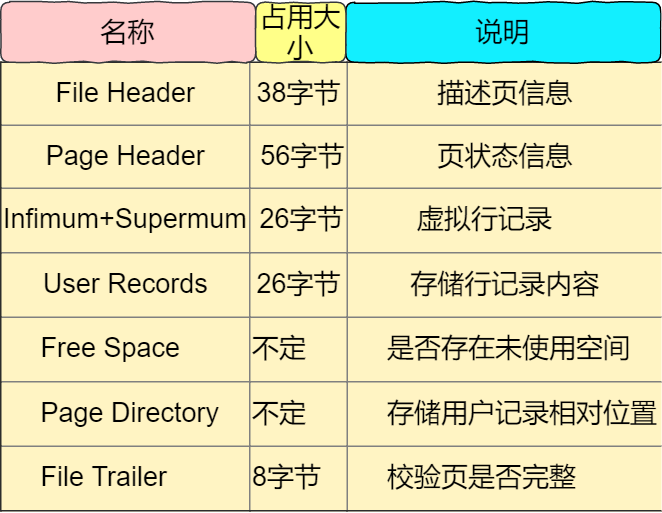 名称 占用大小 说明
File Header 38字节 描述页信息
Page Header 56字节 页状态信息
Infimum+Supermum 26字节 虚拟行记录
User Records 26字节 存储行记录内容
Free Space 不定 是否存在未使用空间
Page Directory 不定 存储用户记录相对位置
File Trailer 8字节 校验页是否完整